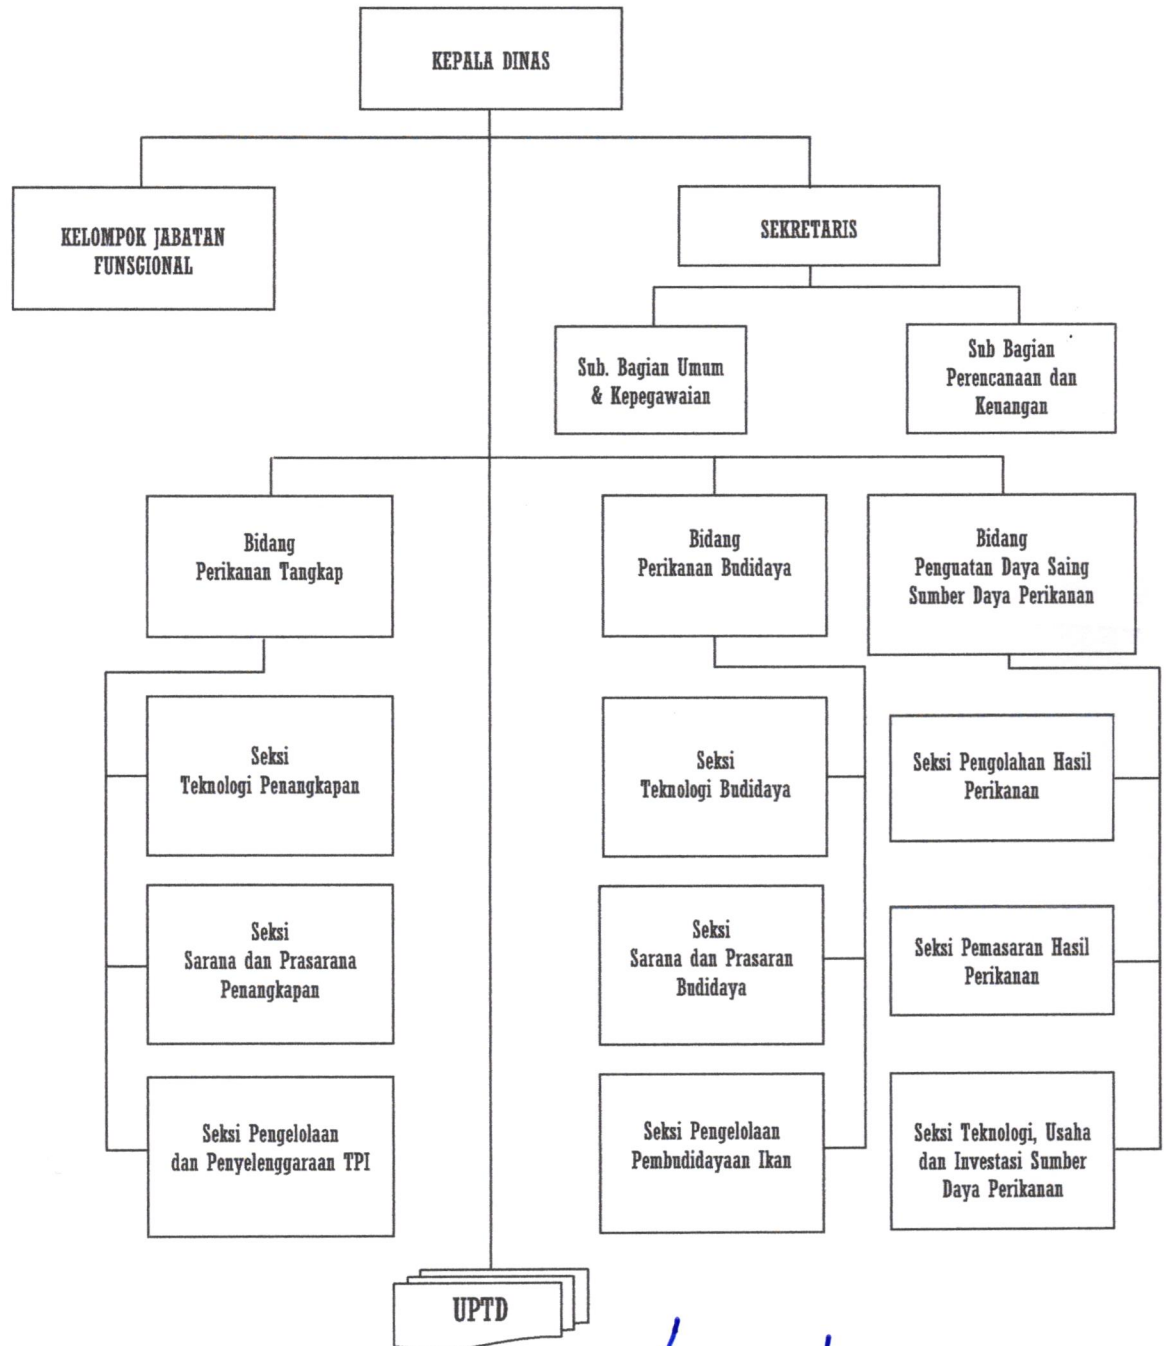 KEPALA DINAS
KELOMPOK JABATAN
FUNSGIONAL
SEKRETARIS
Sub. Bagian Umum
& Kepegawaian
Sub Bagian
Perencanaan dan
Keuangan
Bidang
Perikanan Tangkap
Bidang
Perikanan Budidaya
Bidang
Penguatan Daya Saing
Sumber Daya Perikanan
Seksi
Teknologi Penangkapan
Seksi
Teknologi Budidaya
Seksi Pengolahan Hasil
Perikanan
Seksi
Sarana dan Prasarana
Penangkapan
Seksi
Sarana dan Prasaran
Budidaya
Seksi Pemasaran Hasil
Perikanan
Seksi Pengelolaan
dan Penyelenggaraan TPI
Seksi Pengelolaan
Pembudidayaan Ikan
Seksi Teknologi, Usaha
dan Investasi Sumber
Daya Perikanan
UPTD